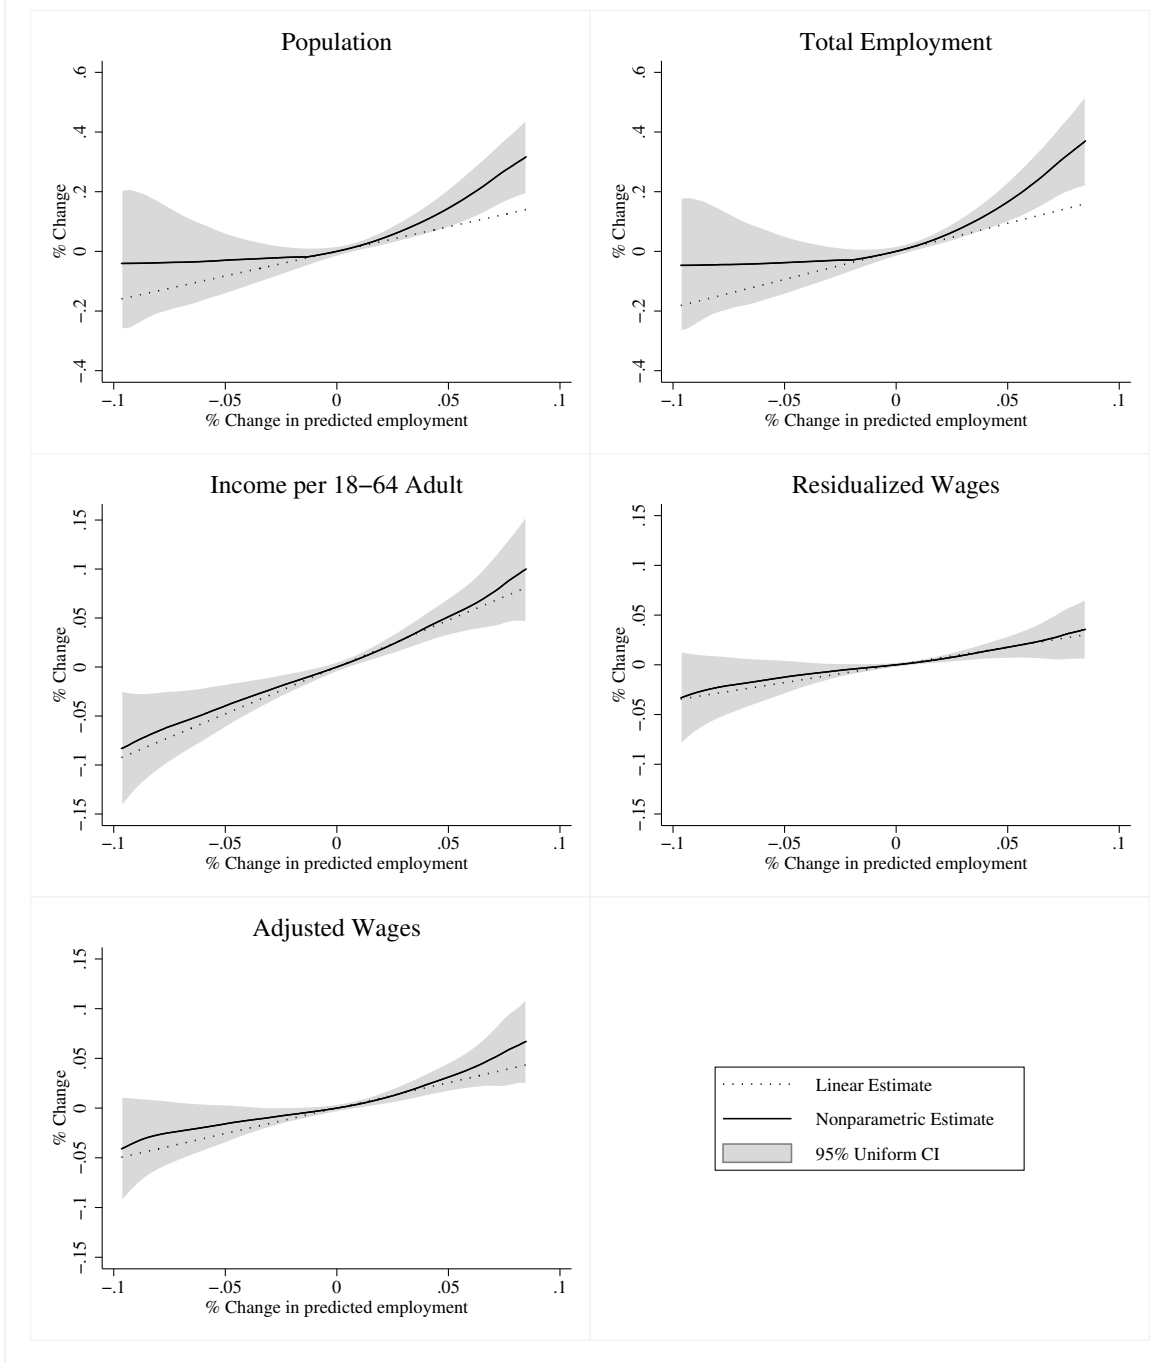 Population
.6
.4
.2
0
−.2
−.4
% Change
−.1 −.05 0 .05 .1
% Change in predicted employment
Total Employment
.6
.4
.2
0
−.2
−.4
% Change
−.1 −.05 0 .05 .1
% Change in predicted employment
Income per 18−64 Adult
.15
.1
.05
0
−.05
−.1
−.15
% Change
−.1 −.05 0 .05 .1
% Change in predicted employment
Residualized Wages
.15
.1
.05
0
−.05
−.1
−.15
% Change
−.1 −.05 0 .05 .1
% Change in predicted employment
Adjusted Wages
.15
.1
.05
0
−.05
−.1
−.15
% Change
−.1 −.05 0 .05 .1
% Change in predicted employment
Linear Estimate
Nonparametric Estimate
95% Uniform CI